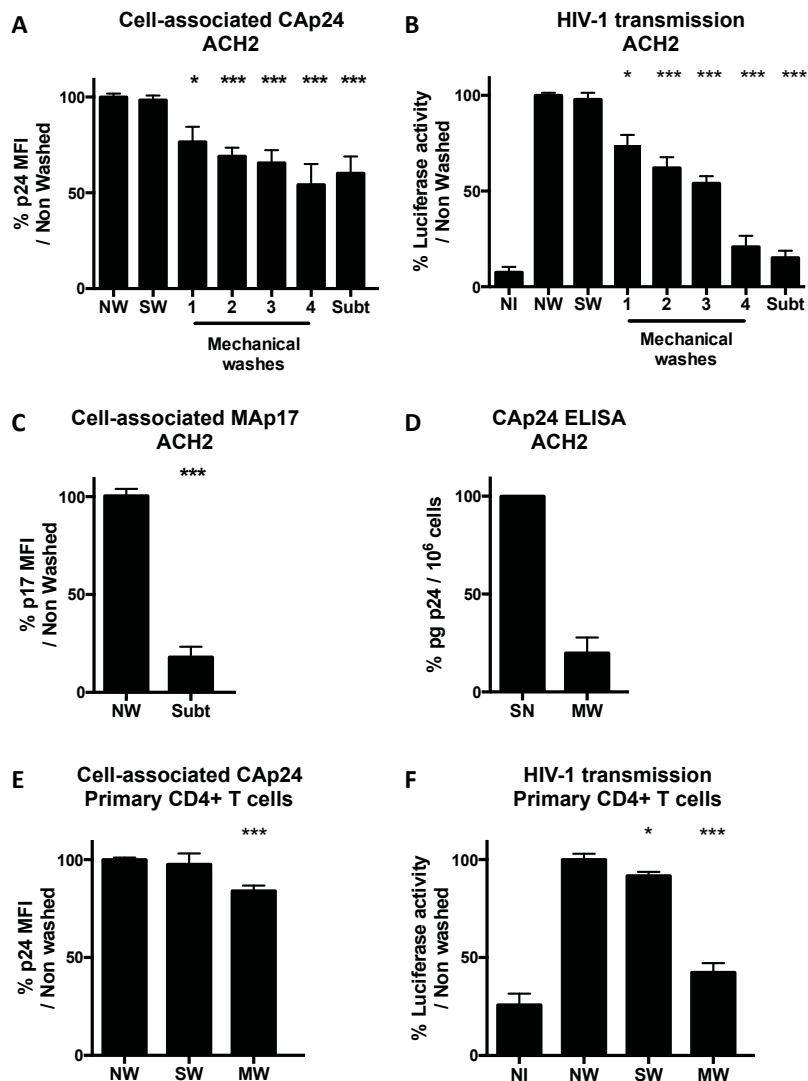 A
Cell-associated CAp24
ACH2
% p24 MFI
/ Non Washed
100
50
0
* *** *** *** ***
NW SW 1 2 3 4 Subt
Mechanical
washes
B
HIV-1 transmission
ACH2
% Luciferase activity
/ Non Washed
100
50
0
* *** *** *** ***
NI NW SW 1 2 3 4 Subt
Mechanical
washes
C
Cell-associated MAp17
ACH2
% p17 MFI
/ Non Washed
100
50
0
***
NW Subt
D
CAp24 ELISA
ACH2
% pg p24 / 10⁶ cells
100
50
0
SN MW
E
Cell-associated CAp24
Primary CD4+ T cells
% p24 MFI
/ Non washed
100
50
0
***
NW SW MW
F
HIV-1 transmission
Primary CD4+ T cells
% Luciferase activity
/ Non washed
100
50
0
* ***
NI NW SW MW